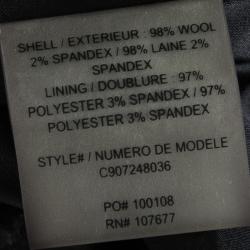 SHELL / EXTERIEUR : 98% WOOL
2% SPANDEX / 98% LAINE 2%
SPANDEX
LINING / DOUBLURE : 97%
POLYESTER 3% SPANDEX / 97%
POLYESTER 3% SPANDEX
STYLE# / NUMERO DE MODELE
C907248036
PO# 100108
RN# 107677